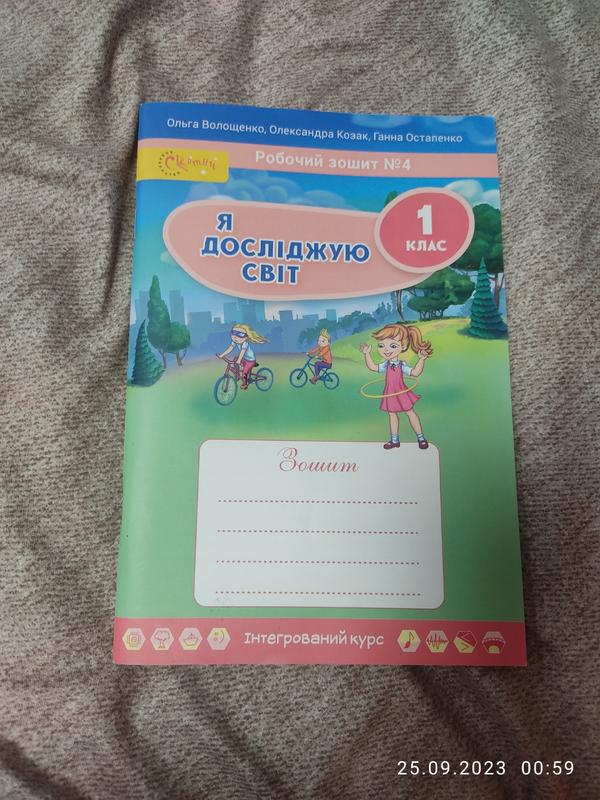 Ольга Волощенко, Олександра Козак, Ганна Остапенко
Робочий зошит №4
Світич
Я
ДОСЛІДЖУЮ
СВІТ
1
КЛАС
Зошит
Інтегрований курс
25.09.2023 00:59